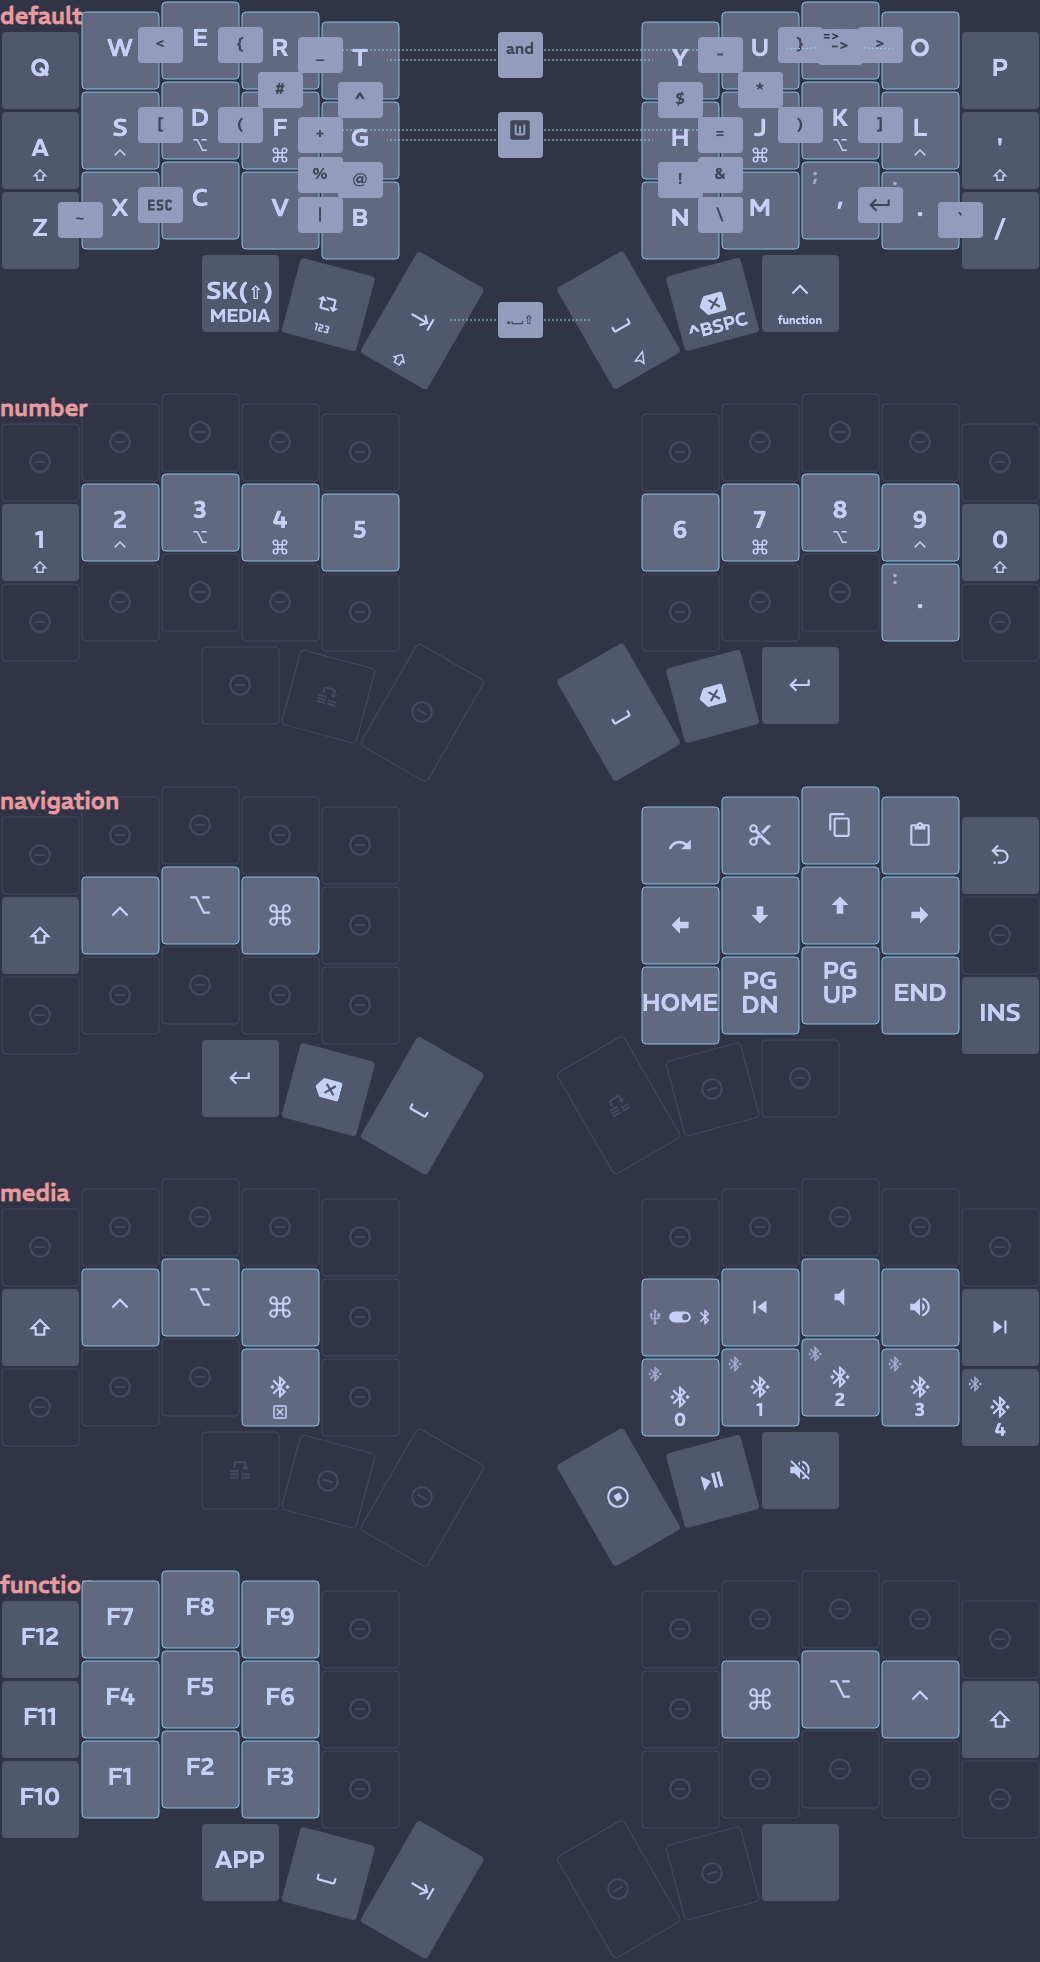 default
W < E { R _ T and Y - U } => -> > O
Q # ^ $ * P
S [ D ( F + G W H = J ) K ] L
A % @ ! & '
X ESC C V | B N \ M ; , . .
Z ~ ` /
SK(⇧)
MEDIA
123
^BSPC
^
function
number
2 3 4 5 6 7 8 9
1 0
: .
navigation
^ ⌥ ⌘
HOME PG DN PG UP END
INS
media
^ ⌥ ⌘
0 1 2 3 4
functio
F7 F8 F9
F12
F4 F5 F6 ⌘ ⌥ ^
F11
F1 F2 F3
F10
APP